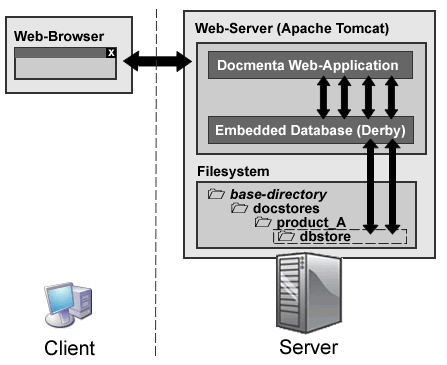 Web-Browser
X
Web-Server (Apache Tomcat)
Docmenta Web-Application
Embedded Database (Derby)
Filesystem
base-directory
docstores
product_A
dbstore
Client
Server